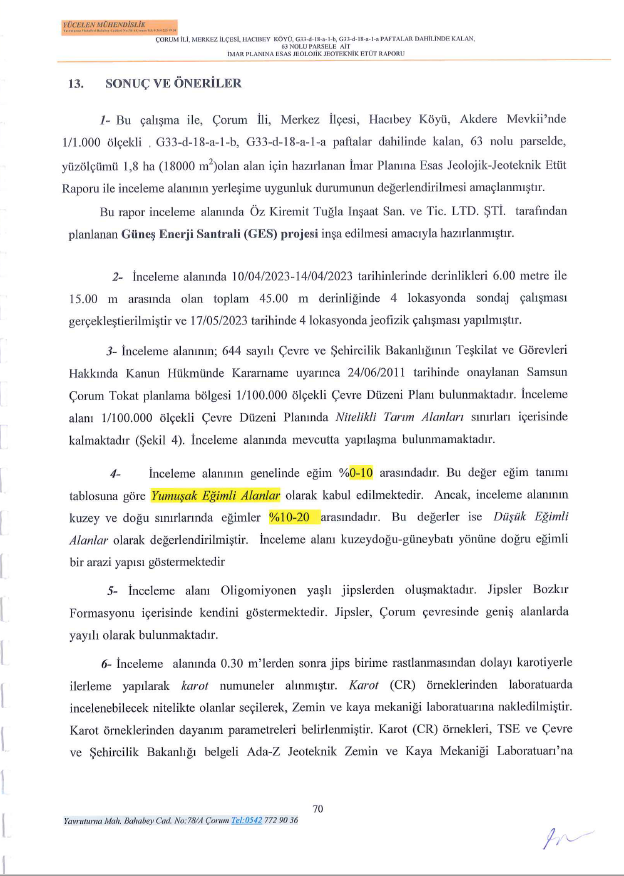 YÜCELEN MÜHENDİSLİK
ÇORUM İLİ, MERKEZ İLÇESİ, HACIBEY KÖYÜ, G33-d-18-a-1-b, G33-d-18-a-1-a PAFTALAR DAHİLİNDE KALAN,
63 NOLU PARSELE AİT
İMAR PLANINA ESAS JEOLOJİK JEOTEKNİK ETÜT RAPORU
13. SONUÇ VE ÖNERİLER
1- Bu çalışma ile, Çorum İli, Merkez İlçesi, Hacıbey Köyü, Akdere Mevkii’nde
1/1.000 ölçekli , G33-d-18-a-1-b, G33-d-18-a-1-a paftalar dahilinde kalan, 63 nolu parselde,
yüzölçümü 1,8 ha (18000 m²)olan alan için hazırlanan İmar Planına Esas Jeolojik-Jeoteknik Etüt
Raporu ile inceleme alanının yerleşime uygunluk durumunun değerlendirilmesi amaçlanmıştır.
Bu rapor inceleme alanında Öz Kiremit Tuğla Inşaat San. ve Tic. LTD. ŞTİ. tarafından
planlanan Güneş Enerji Santrali (GES) projesi inşa edilmesi amacıyla hazırlanmıştır.
2- İnceleme alanında 10/04/2023-14/04/2023 tarihinlerinde derinlikleri 6.00 metre ile
15.00 m arasında olan toplam 45.00 m derinliğinde 4 lokasyonda sondaj çalışması
gerçekleştierilmiştir ve 17/05/2023 tarihinde 4 lokasyonda jeofizik çalışması yapılmıştır.
3- İnceleme alanının; 644 sayılı Çevre ve Şehircilik Bakanlığının Teşkilat ve Görevleri
Hakkında Kanun Hükmünde Kararname uyarınca 24/06/2011 tarihinde onaylanan Samsun
Çorum Tokat planlama bölgesi 1/100.000 ölçekli Çevre Düzeni Planı bulunmaktadır. İnceleme
alanı 1/100.000 ölçekli Çevre Düzeni Planında Nitelikli Tarım Alanları sınırları içerisinde
kalmaktadır (Şekil 4). İnceleme alanında mevcutta yapılaşma bulunmamaktadır.
4- İnceleme alanının genelinde eğim %0-10 arasındadır. Bu değer eğim tanımı
tablosuna göre Yumuşak Eğimli Alanlar olarak kabul edilmektedir. Ancak, inceleme alanının
kuzey ve doğu sınırlarında eğimler %10-20 arasındadır. Bu değerler ise Düşük Eğimli
Alanlar olarak değerlendirilmiştir. İnceleme alanı kuzeydoğu-güneybatı yönüne doğru eğimli
bir arazi yapısı göstermektedir
5- İnceleme alanı Oligomiyonen yaşlı jipslerden oluşmaktadır. Jipsler Bozkır
Formasyonu içerisinde kendini göstermektedir. Jipsler, Çorum çevresinde geniş alanlarda
yayılı olarak bulunmaktadır.
6- İnceleme alanında 0.30 m’lerden sonra jips birime rastlanmasından dolayı karotiyerle
ilerleme yapılarak karot numuneler alınmıştır. Karot (CR) örneklerinden laboratuarda
incelenebilecek nitelikte olanlar seçilerek, Zemin ve kaya mekaniği laboratuarına nakledilmiştir.
Karot örneklerinden dayanım parametreleri belirlenmiştir. Karot (CR) örnekleri, TSE ve Çevre
ve Şehircilik Bakanlığı belgeli Ada-Z Jeoteknik Zemin ve Kaya Mekaniği Laboratuarı’na
70
Yavruturna Mah. Bahabey Cad. No:78/A Çorum Tel:0542 772 90 36